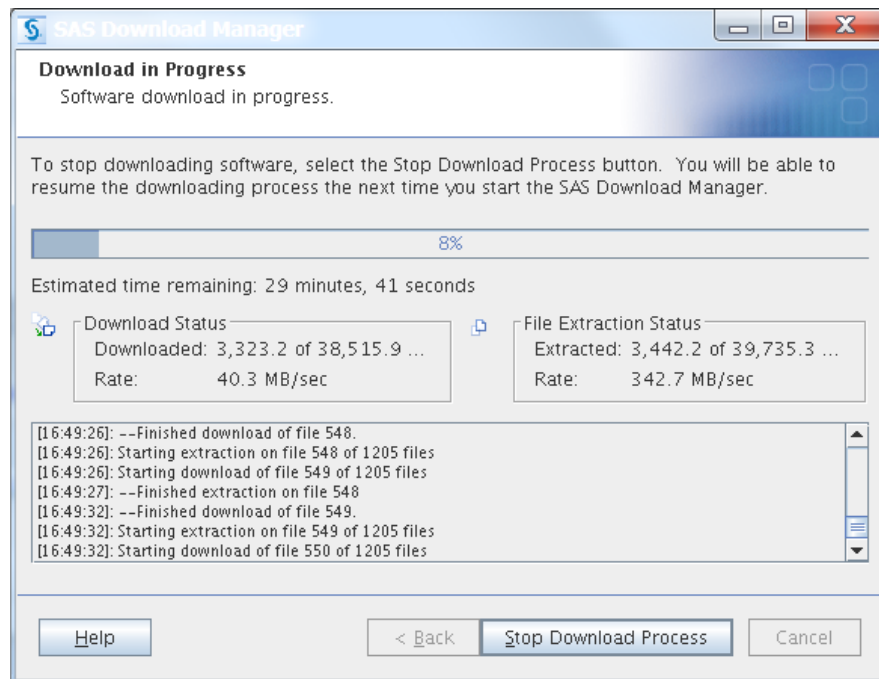 SAS Download Manager
Download in Progress
Software download in progress.
To stop downloading software, select the Stop Download Process button. You will be able to
resume the downloading process the next time you start the SAS Download Manager.
8%
Estimated time remaining: 29 minutes, 41 seconds
Download Status
Downloaded: 3,323.2 of 38,515.9 ...
Rate: 40.3 MB/sec
File Extraction Status
Extracted: 3,442.2 of 39,735.3 ...
Rate: 342.7 MB/sec
[16:49:26]: --Finished download of file 548.
[16:49:26]: Starting extraction on file 548 of 1205 files
[16:49:26]: Starting download of file 549 of 1205 files
[16:49:27]: --Finished extraction on file 548
[16:49:32]: --Finished download of file 549.
[16:49:32]: Starting extraction on file 549 of 1205 files
[16:49:32]: Starting download of file 550 of 1205 files
Help
< Back
Stop Download Process
Cancel